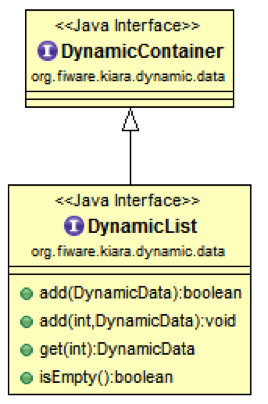 <<Java Interface>>
I DynamicContainer
org.fiware.kiara.dynamic.data
<<Java Interface>>
I DynamicList
org.fiware.kiara.dynamic.data
add(DynamicData):boolean
add(int,DynamicData):void
get(int):DynamicData
isEmpty():boolean